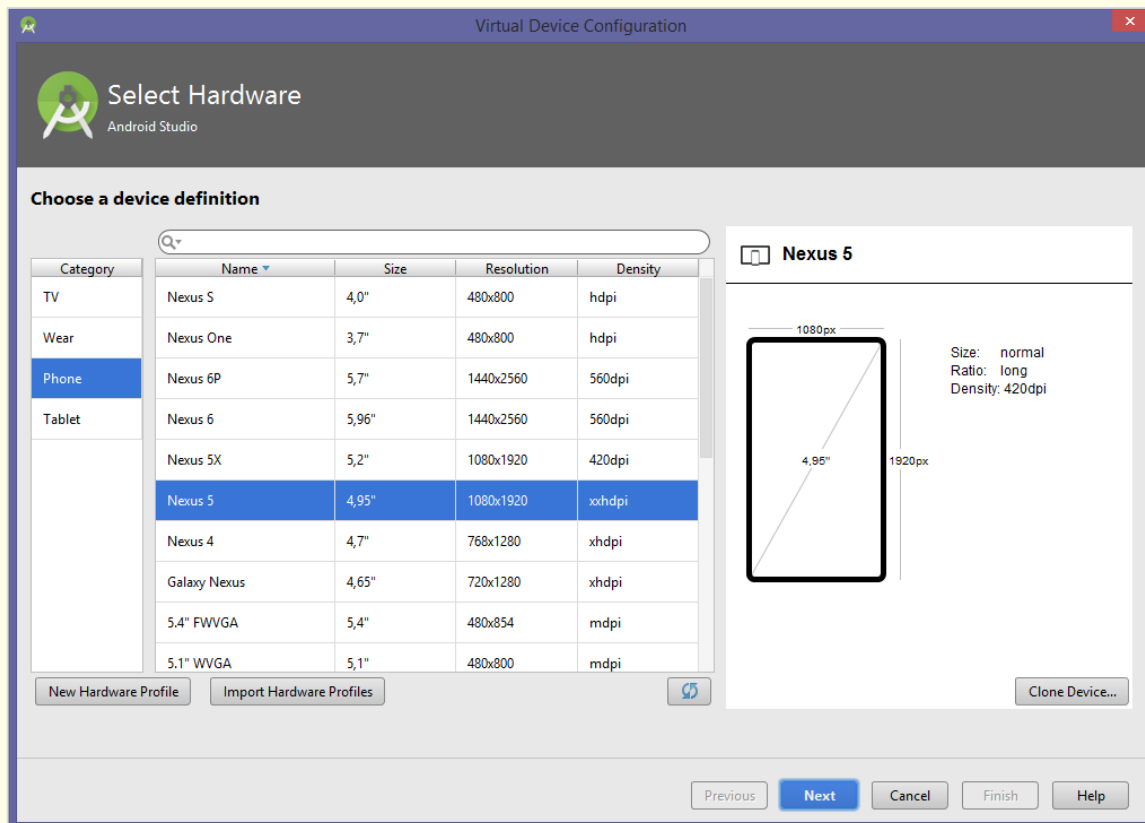 Virtual Device Configuration
Select Hardware
Android Studio
Choose a device definition
Category
TV
Wear
Phone
Tablet
Name Size Resolution Density
Nexus S 4,0" 480x800 hdpi
Nexus One 3,7" 480x800 hdpi
Nexus 6P 5,7" 1440x2560 560dpi
Nexus 6 5,96" 1440x2560 560dpi
Nexus 5X 5,2" 1080x1920 420dpi
Nexus 5 4,95" 1080x1920 xxhdpi
Nexus 4 4,7" 768x1280 xhdpi
Galaxy Nexus 4,65" 720x1280 xhdpi
5.4" FWVGA 5,4" 480x854 mdpi
5.1" WVGA 5,1" 480x800 mdpi
New Hardware Profile Import Hardware Profiles
Nexus 5
1080px
4,95"
1920px
Size: normal
Ratio: long
Density: 420dpi
Clone Device...
Previous Next Cancel Finish Help